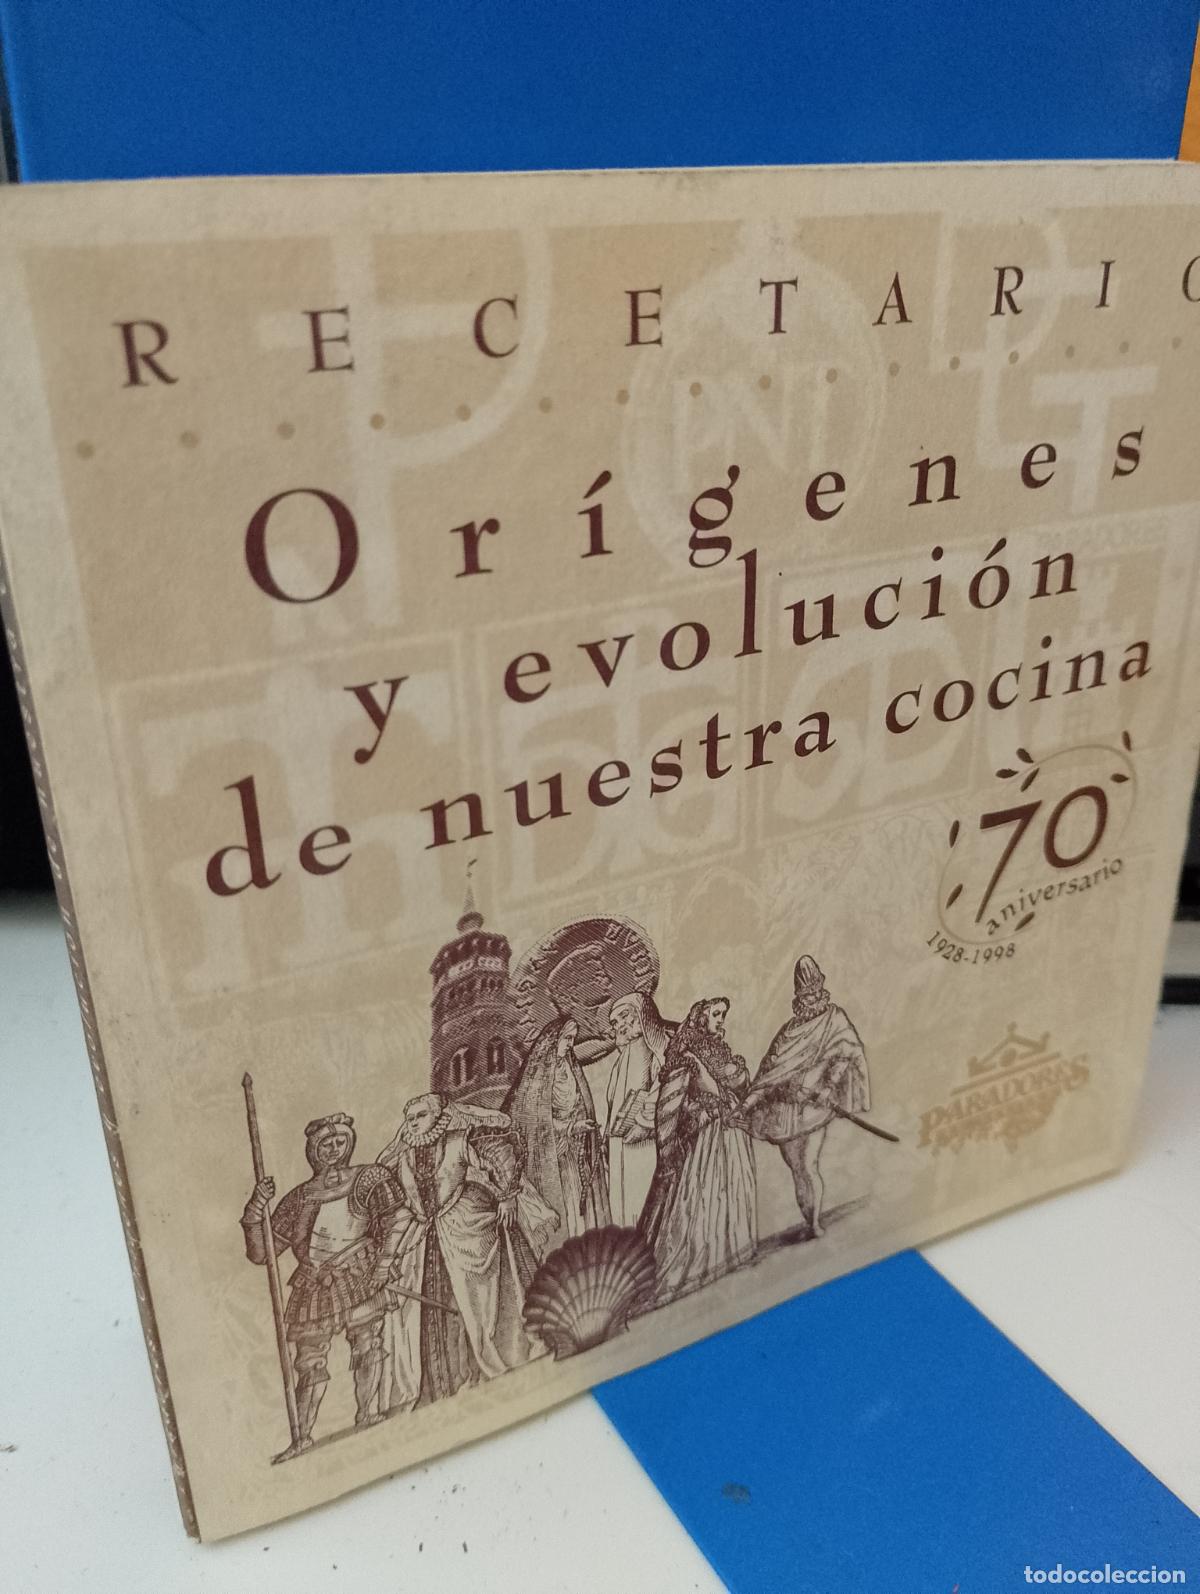 RECETARIO
Orígenes
y evolución
de nuestra cocina
70
aniversario
1928-1998
PARADORES
todocoleccion